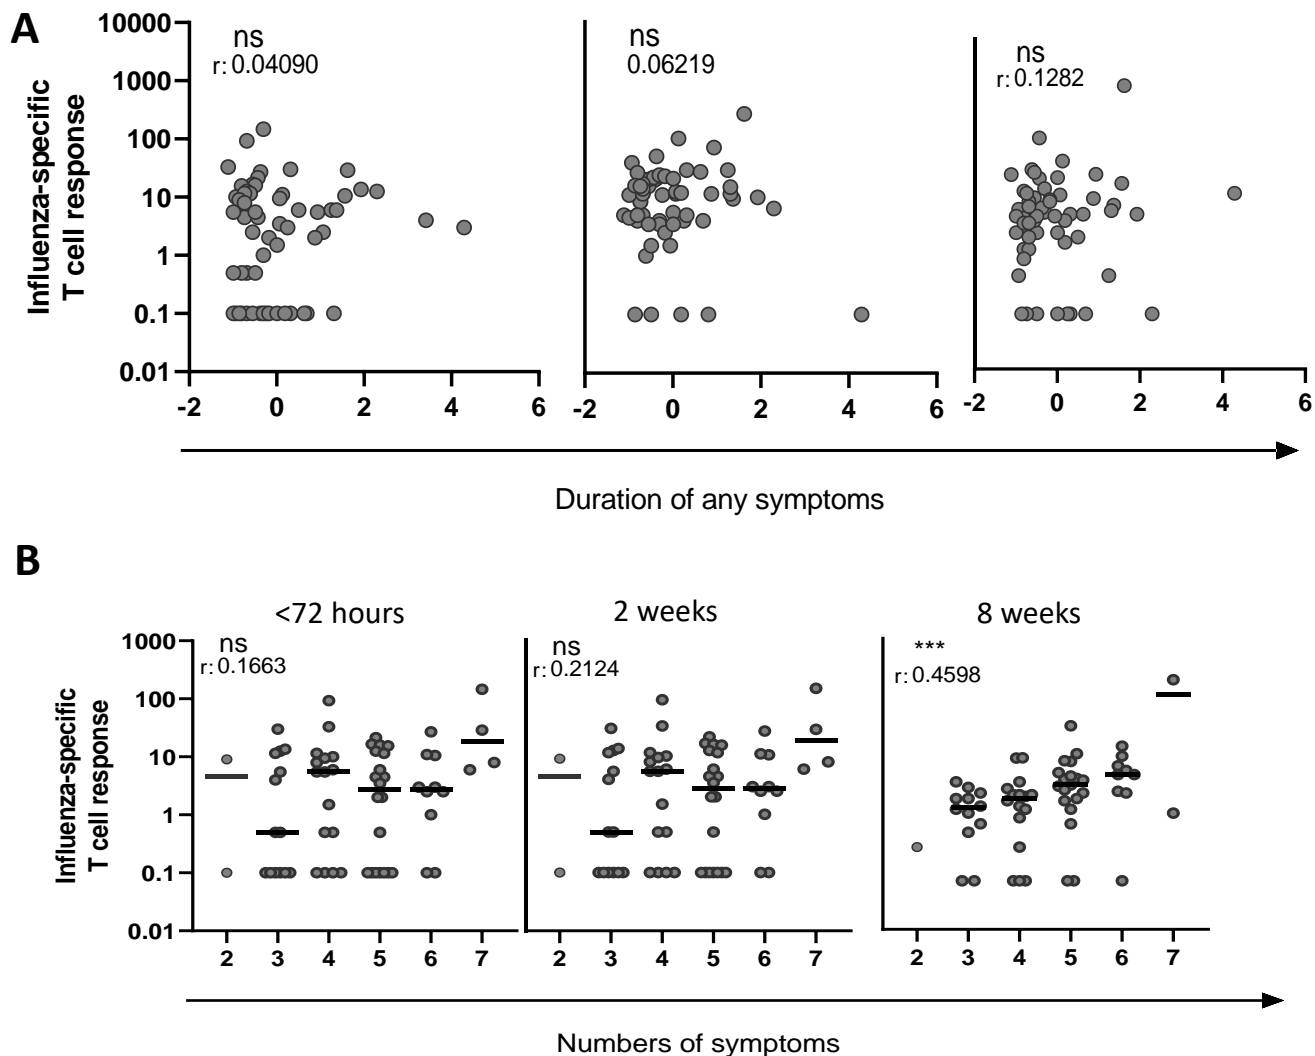 A
10000
1000
100
10
1
0.1
0.01
Influenza-specific
T cell response
ns
r: 0.04090
ns
0.06219
ns
r: 0.1282
-2 0 2 4 6
-2 0 2 4 6
-2 0 2 4 6
Duration of any symptoms
B
<72 hours
2 weeks
8 weeks
1000
100
10
1
0.1
0.01
Influenza-specific
T cell response
ns
r: 0.1663
ns
r: 0.2124
***
r: 0.4598
2 3 4 5 6 7
2 3 4 5 6 7
2 3 4 5 6 7
Numbers of symptoms